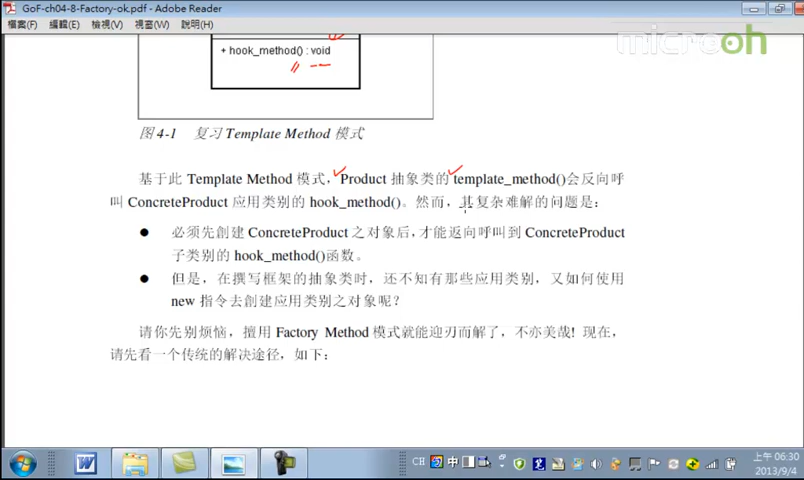 GoF-ch04-8-Factory-ok.pdf - Adobe Reader
檔案(F) 編輯(E) 檢視(V) 視窗(W) 說明(H)
microoh
+ hook_method() : void
图 4-1 复习 Template Method 模式
基于此 Template Method 模式，Product 抽象类的 template_method()会反向呼
叫 ConcreteProduct 应用类别的 hook_method()。然而，其复杂难解的问题是：
● 必须先創建 ConcreteProduct 之对象后，才能返向呼叫到 ConcreteProduct
子类别的 hook_method()函数。
● 但是，在撰写框架的抽象类时，还不知有那些应用类别，又如何使用
new 指令去創建应用类别之对象呢？
请你先别烦恼，擅用 Factory Method 模式就能迎刃而解了，不亦美哉! 现在，
请先看一个传统的解决途径，如下：
CH 中
上午 06:30
2013/9/4